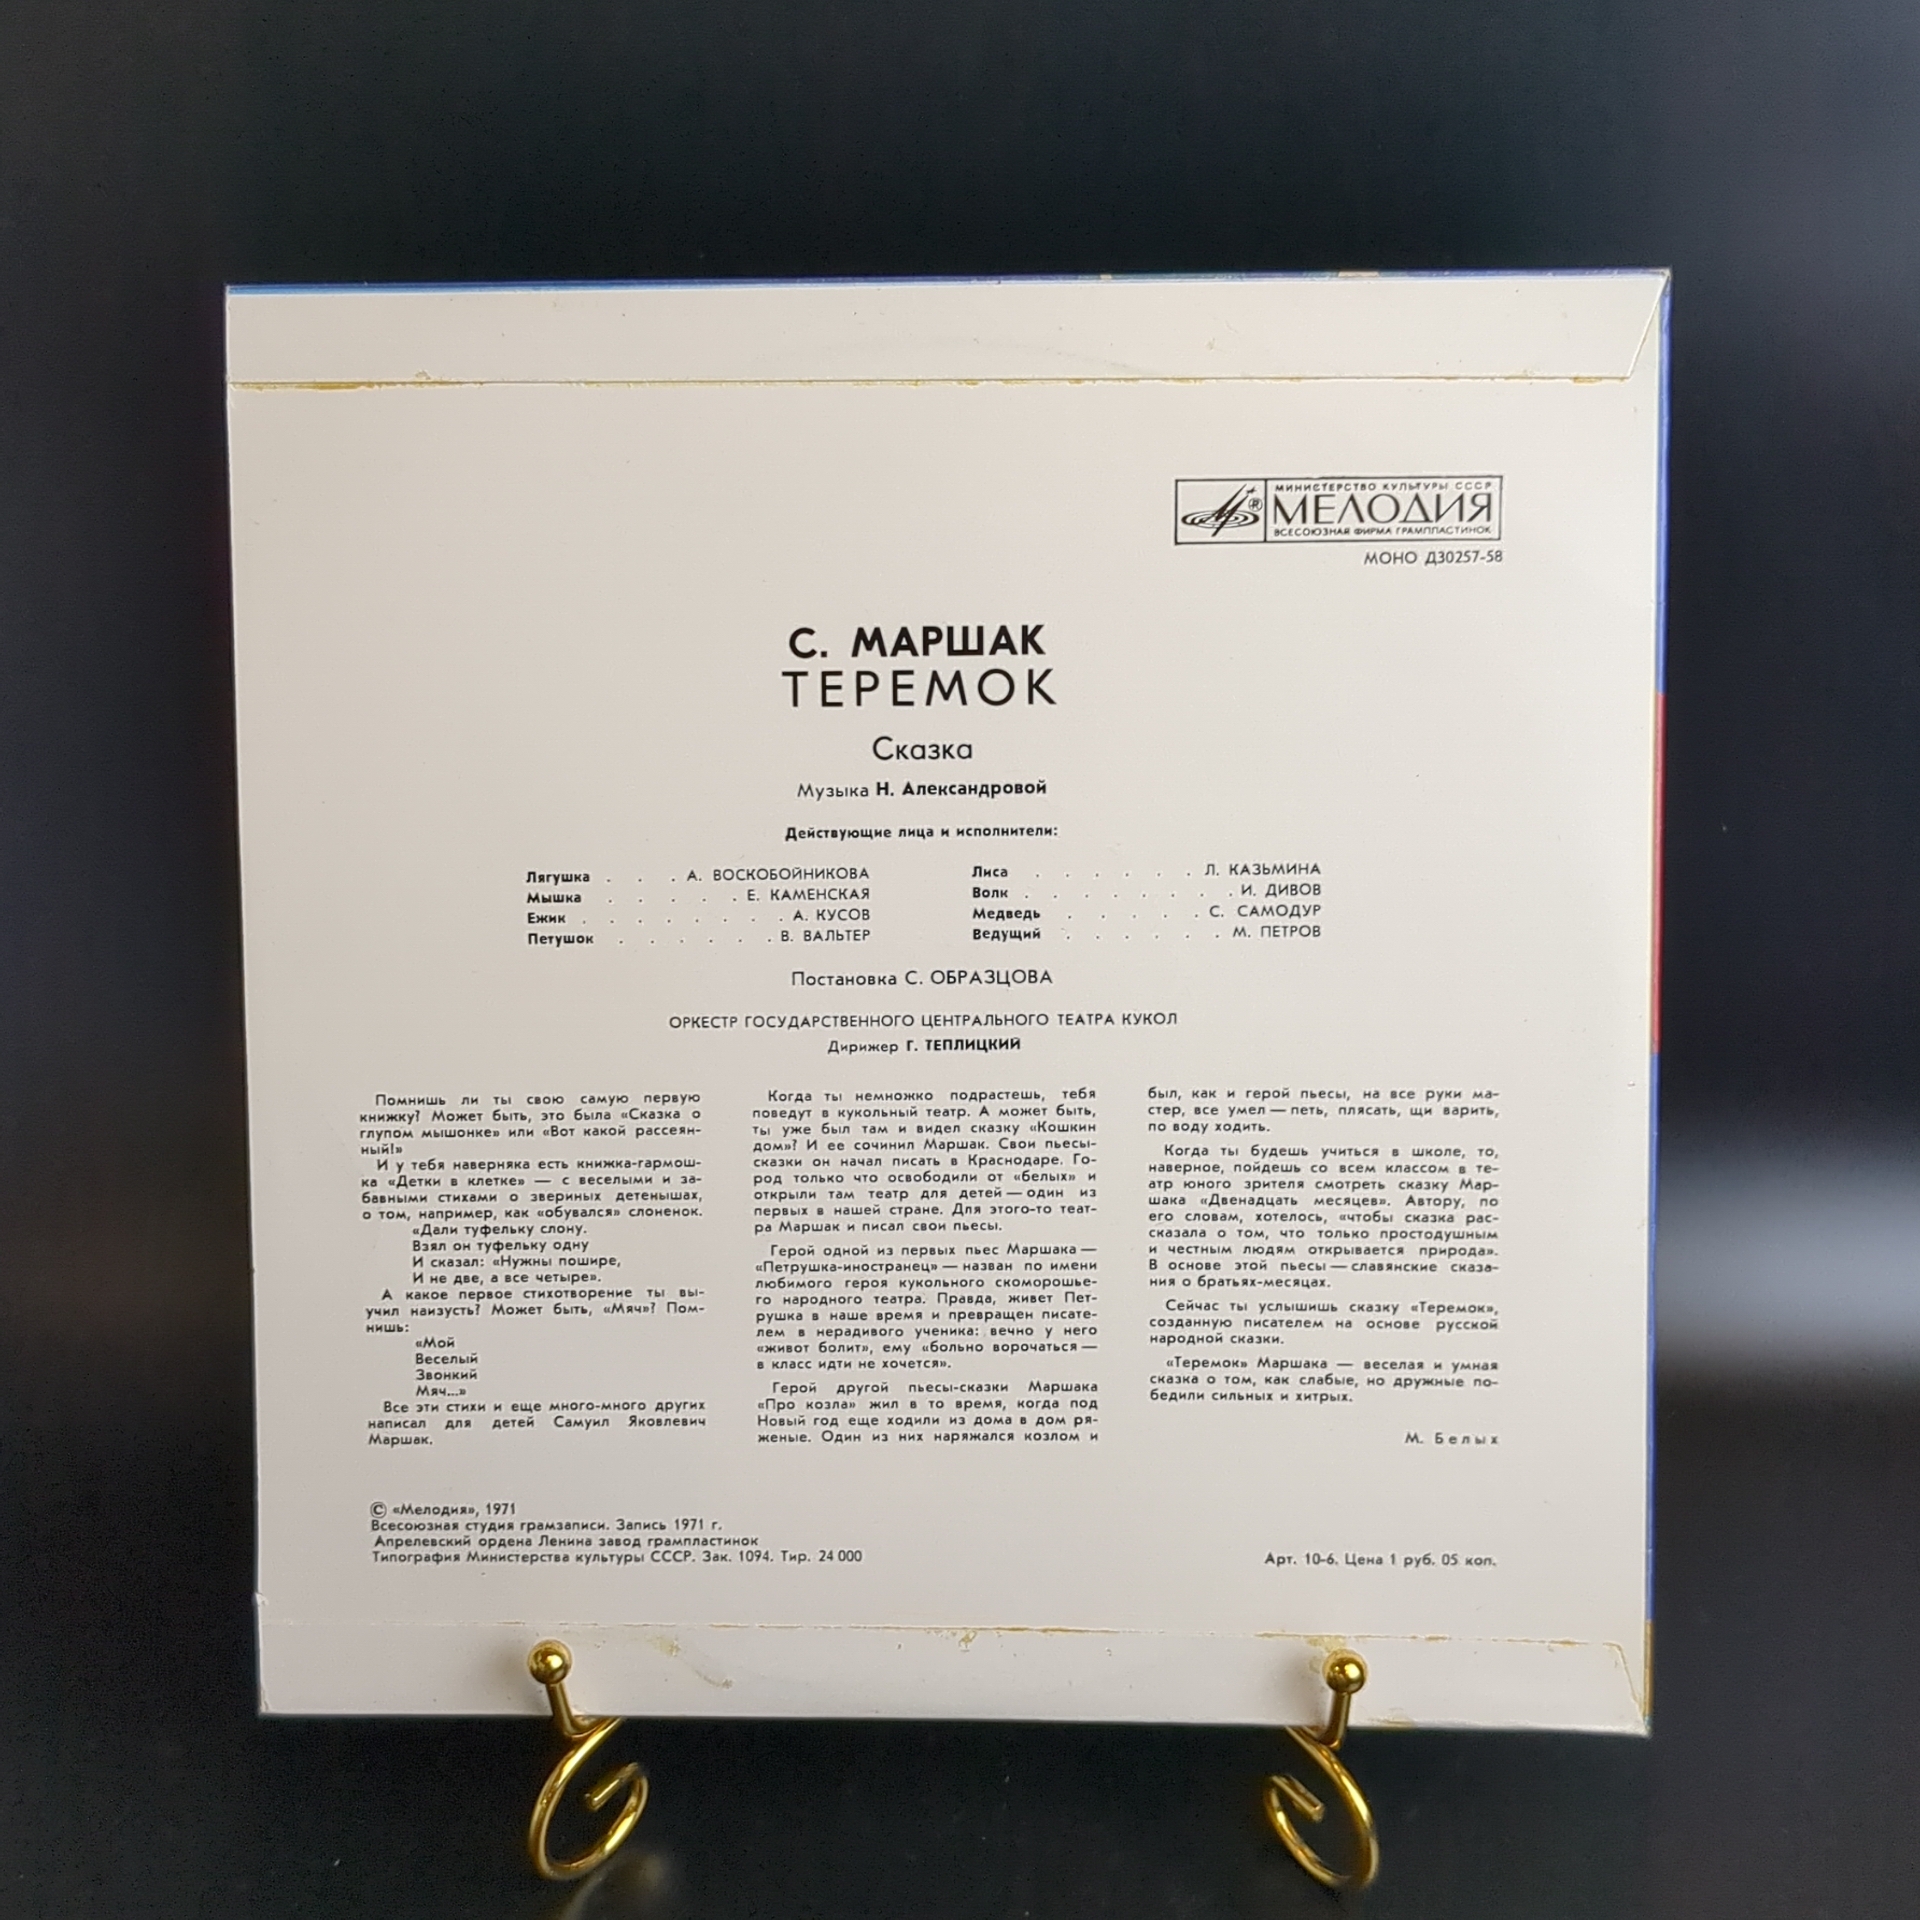 МИНИСТЕРСТВО КУЛЬТУРЫ СССР
МЕЛОДИЯ
ВСЕСОЮЗНАЯ ФИРМА ГРАМПЛАСТИНОК
МОНО Д30257-58
С. МАРШАК
ТЕРЕМОК
Сказка
Музыка Н. Александровой
Действующие лица и исполнители:
Лягушка . . . А. ВОСКОБОЙНИКОВА
Мышка . . . . . Е. КАМЕНСКАЯ
Ежик . . . . . . . А. КУСОВ
Петушок . . . . . . В. ВАЛЬТЕР
Лиса . . . . . . Л. КАЗЬМИНА
Волк . . . . . . . . И. ДИВОВ
Медведь . . . . . С. САМОДУР
Ведущий . . . . . . М. ПЕТРОВ
Постановка С. ОБРАЗЦОВА
ОРКЕСТР ГОСУДАРСТВЕННОГО ЦЕНТРАЛЬНОГО ТЕАТРА КУКОЛ
Дирижер Г. ТЕПЛИЦКИЙ
Помнишь ли ты свою самую первую
книжку? Может быть, это была «Сказка о
глупом мышонке» или «Вот какой рассеян-
ный!»
И у тебя наверняка есть книжка-гармош-
ка «Детки в клетке» — с веселыми и за-
бавными стихами о звериных детенышах,
о том, например, как «обувался» слоненок.
«Дали туфельку слону.
Взял он туфельку одну
И сказал: «Нужны пошире,
И не две, а все четыре».
А какое первое стихотворение ты вы-
учил наизусть? Может быть, «Мяч»? Пом-
нишь:
«Мой
Веселый
Звонкий
Мяч...»
Все эти стихи и еще много-много других
написал для детей Самуил Яковлевич
Маршак.
Когда ты немножко подрастешь, тебя
поведут в кукольный театр. А может быть,
ты уже был там и видел сказку «Кошкин
дом»? И ее сочинил Маршак. Свои пьесы-
сказки он начал писать в Краснодаре. Го-
род только что освободили от «белых» и
открыли там театр для детей — один из
первых в нашей стране. Для этого-то теат-
ра Маршак и писал свои пьесы.
Герой одной из первых пьес Маршака —
«Петрушка-иностранец» — назван по имени
любимого героя кукольного скоморошье-
го народного театра. Правда, живет Пет-
рушка в наше время и превращен писате-
лем в нерадивого ученика: вечно у него
«живот болит», ему «больно ворочаться —
в класс идти не хочется».
Герой другой пьесы-сказки Маршака
«Про козла» жил в то время, когда под
Новый год еще ходили из дома в дом ря-
женые. Один из них наряжался козлом и
был, как и герой пьесы, на все руки ма-
стер, все умел — петь, плясать, щи варить,
по воду ходить.
Когда ты будешь учиться в школе, то,
наверное, пойдешь со всем классом в те-
атр юного зрителя смотреть сказку Мар-
шака «Двенадцать месяцев». Автору, по
его словам, хотелось, «чтобы сказка рас-
сказала о том, что только простодушным
и честным людям открывается природа».
В основе этой пьесы — славянские сказа-
ния о братьях-месяцах.
Сейчас ты услышишь сказку «Теремок»,
созданную писателем на основе русской
народной сказки.
«Теремок» Маршака — веселая и умная
сказка о том, как слабые, но дружные по-
бедили сильных и хитрых.
М. Белых
© «Мелодия», 1971
Всесоюзная студия грамзаписи. Запись 1971 г.
Апрелевский ордена Ленина завод грампластинок
Типография Министерства культуры СССР. Зак. 1094. Тир. 24 000
Арт. 10-6. Цена 1 руб. 05 коп.